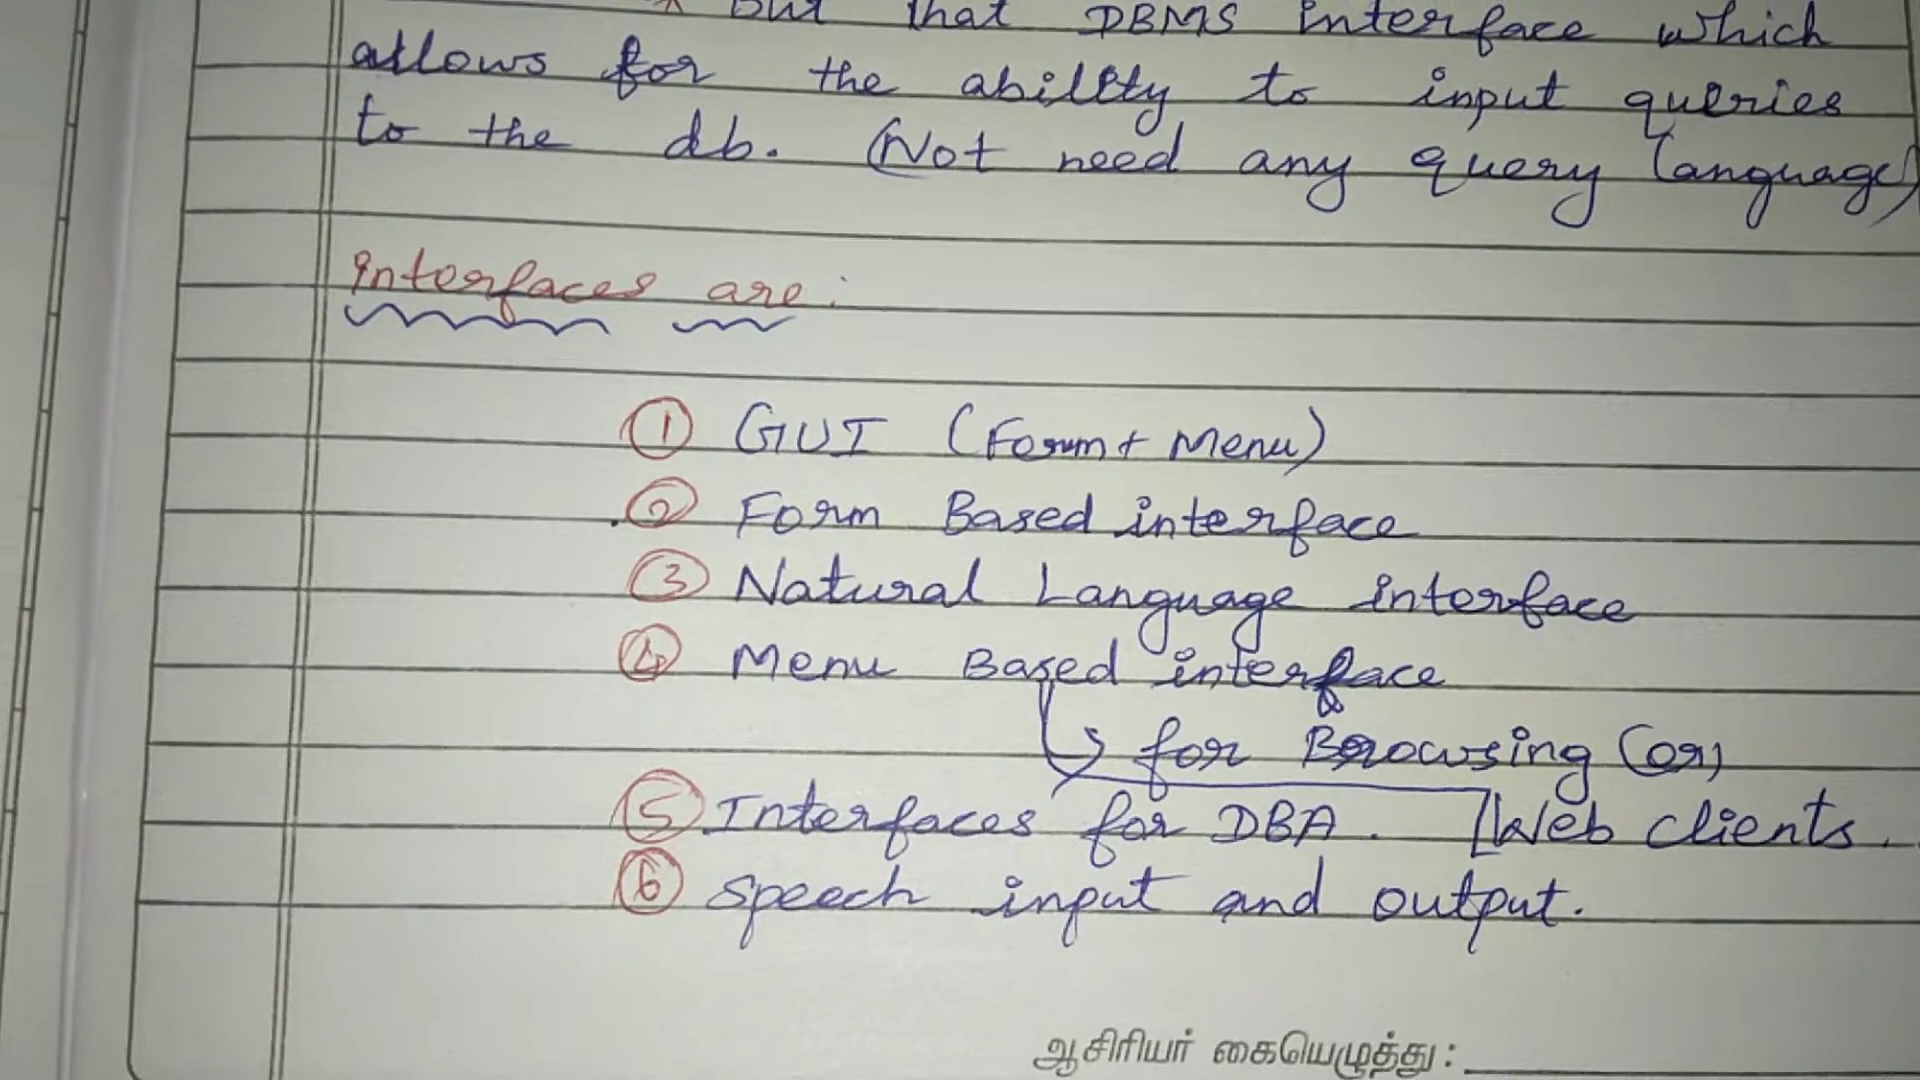 but that DBMS interface which
allows for the ability to input queries
to the db. (Not need any query language)
interfaces are:
① GUI (Form + Menu)
② Form Based interface
③ Natural Language interface
④ Menu Based interface
for Browsing (or)
⑤ Interfaces for DBA. Web clients.
⑥ speech input and output.
ஆசிரியர் கையெழுத்து: